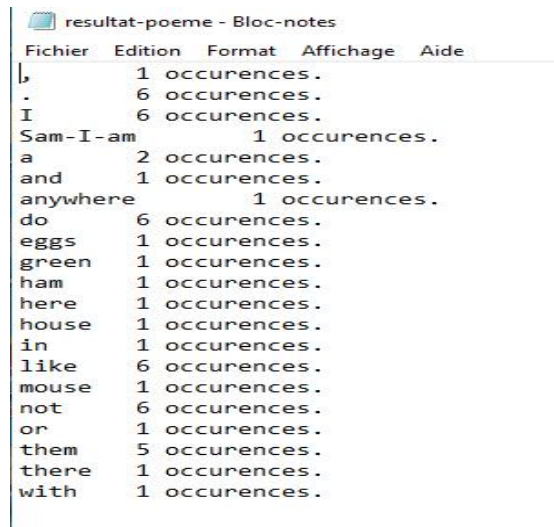 resultat-poeme - Bloc-notes
Fichier Edition Format Affichage Aide
, 1 occurences.
. 6 occurences.
I 6 occurences.
Sam-I-am 1 occurences.
a 2 occurences.
and 1 occurences.
anywhere 1 occurences.
do 6 occurences.
eggs 1 occurences.
green 1 occurences.
ham 1 occurences.
here 1 occurences.
house 1 occurences.
in 1 occurences.
like 6 occurences.
mouse 1 occurences.
not 6 occurences.
or 1 occurences.
them 5 occurences.
there 1 occurences.
with 1 occurences.